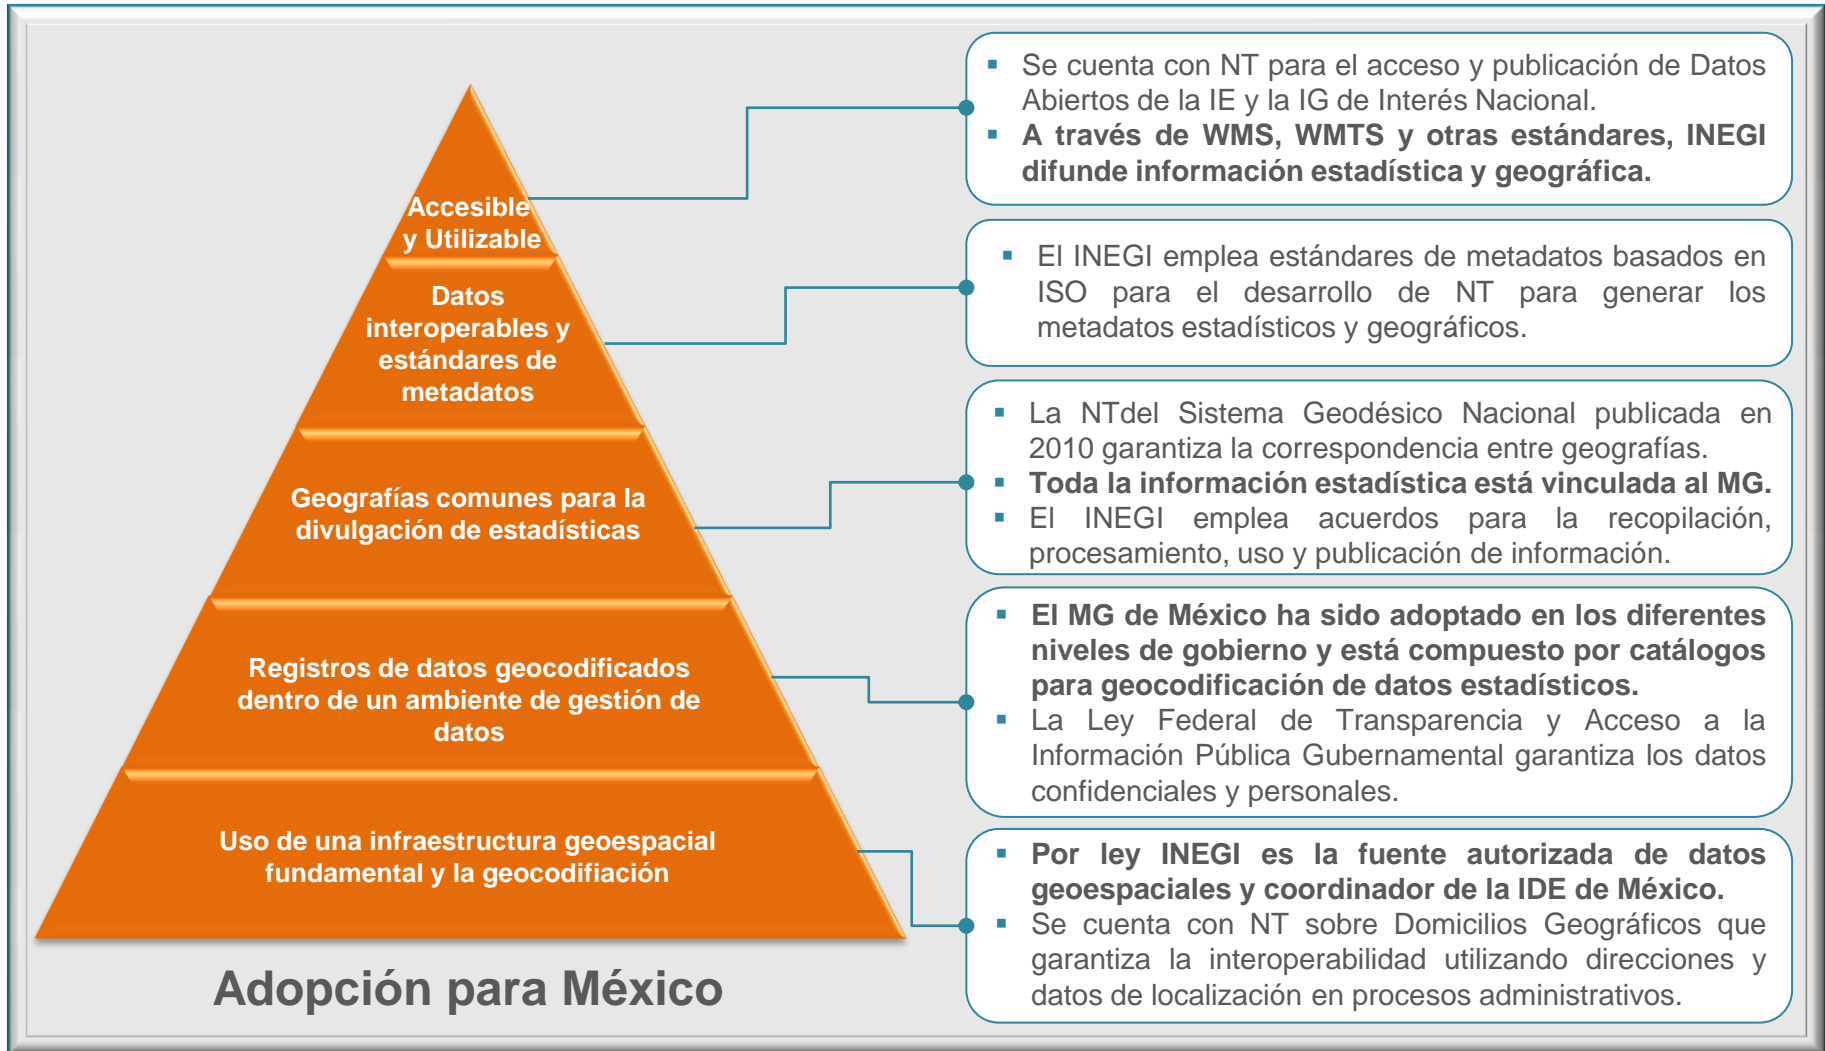 Accesible
y Utilizable
Datos
interoperables y
estándares de
metadatos
Geografías comunes para la
divulgación de estadísticas
Registros de datos geocodificados
dentro de un ambiente de gestión de
datos
Uso de una infraestructura geoespacial
fundamental y la geocodifiación
Adopción para México
▪ Se cuenta con NT para el acceso y publicación de Datos
Abiertos de la IE y la IG de Interés Nacional.
▪ A través de WMS, WMTS y otras estándares, INEGI
difunde información estadística y geográfica.
▪ El INEGI emplea estándares de metadatos basados en
ISO para el desarrollo de NT para generar los
metadatos estadísticos y geográficos.
▪ La NTdel Sistema Geodésico Nacional publicada en
2010 garantiza la correspondencia entre geografías.
▪ Toda la información estadística está vinculada al MG.
▪ El INEGI emplea acuerdos para la recopilación,
procesamiento, uso y publicación de información.
▪ El MG de México ha sido adoptado en los diferentes
niveles de gobierno y está compuesto por catálogos
para geocodificación de datos estadísticos.
▪ La Ley Federal de Transparencia y Acceso a la
Información Pública Gubernamental garantiza los datos
confidenciales y personales.
▪ Por ley INEGI es la fuente autorizada de datos
geoespaciales y coordinador de la IDE de México.
▪ Se cuenta con NT sobre Domicilios Geográficos que
garantiza la interoperabilidad utilizando direcciones y
datos de localización en procesos administrativos.